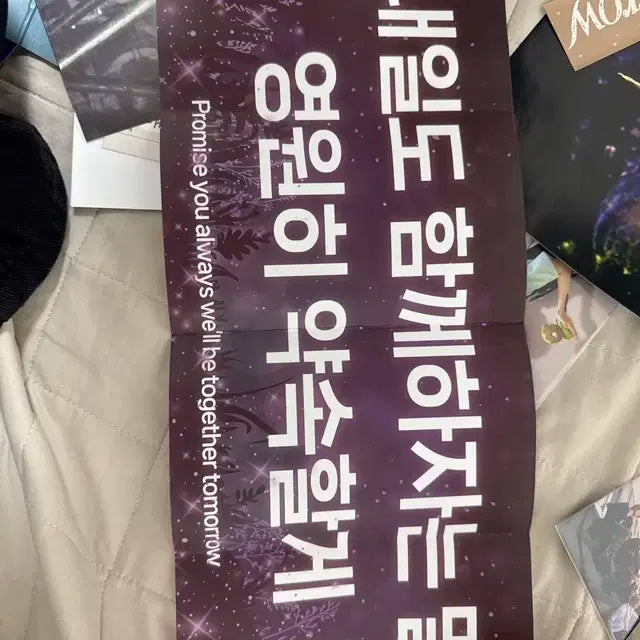 내일도 함께하자는
영원히 약속할게
Promise you always we'll be together tomorrow